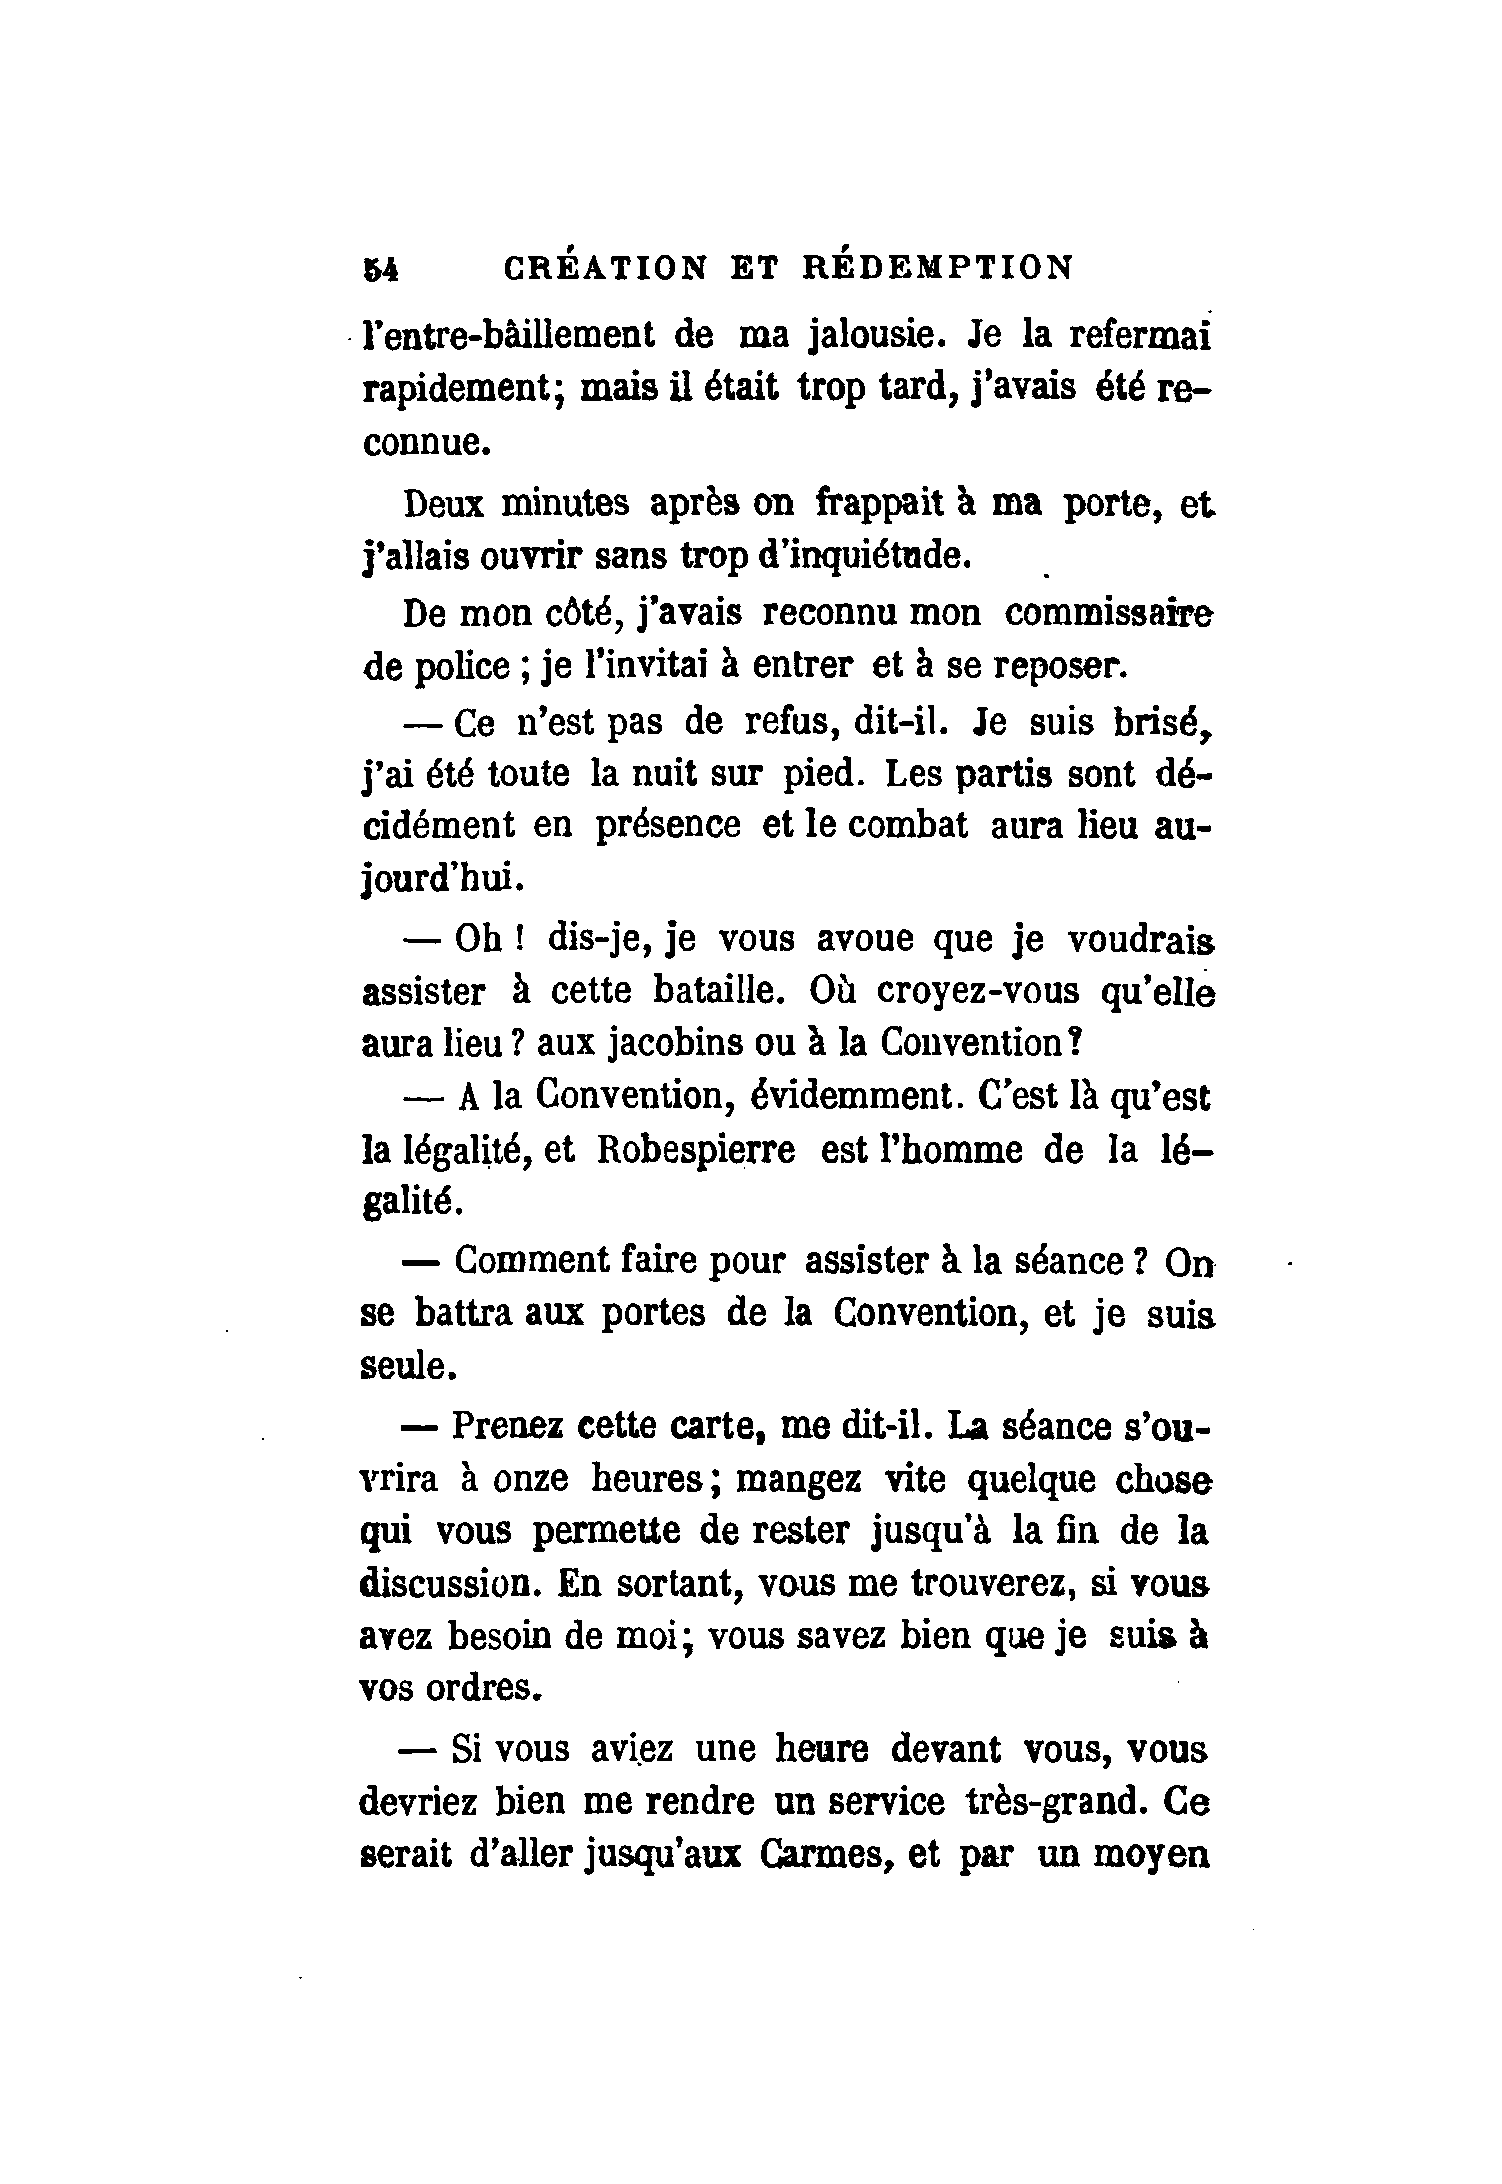 54 CRÉATION ET RÉDEMPTION
l'entre-bâillement de ma jalousie. Je la refermai
rapidement; mais il était trop tard, j'avais été re-
connue.
Deux minutes après on frappait à ma porte, et
j'allais ouvrir sans trop d'inquiétude.
De mon côté, j'avais reconnu mon commissaire
de police ; je l'invitai à entrer et à se reposer.
— Ce n'est pas de refus, dit-il. Je suis brisé,
j'ai été toute la nuit sur pied. Les partis sont dé-
cidément en présence et le combat aura lieu au-
jourd'hui.
— Oh ! dis-je, je vous avoue que je voudrais
assister à cette bataille. Où croyez-vous qu'elle
aura lieu ? aux jacobins ou à la Convention ?
— A la Convention, évidemment. C'est là qu'est
la légalité, et Robespierre est l'homme de la lé-
galité.
— Comment faire pour assister à la séance ? On
se battra aux portes de la Convention, et je suis
seule.
— Prenez cette carte, me dit-il. La séance s'ou-
vrira à onze heures; mangez vite quelque chose
qui vous permette de rester jusqu'à la fin de la
discussion. En sortant, vous me trouverez, si vous
avez besoin de moi; vous savez bien que je suis à
vos ordres.
— Si vous aviez une heure devant vous, vous
devriez bien me rendre un service très-grand. Ce
serait d'aller jusqu'aux Carmes, et par un moyen